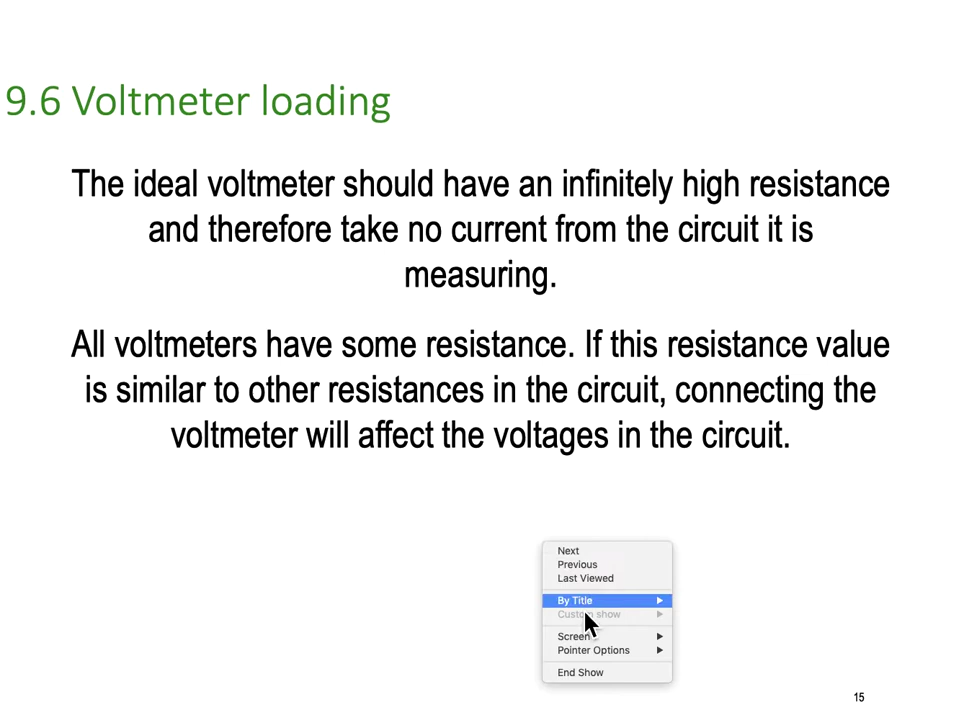 9.6 Voltmeter loading
The ideal voltmeter should have an infinitely high resistance
and therefore take no current from the circuit it is
measuring.
All voltmeters have some resistance. If this resistance value
is similar to other resistances in the circuit, connecting the
voltmeter will affect the voltages in the circuit.
Next
Previous
Last Viewed
By Title
Custom show
Screen
Pointer Options
End Show
15